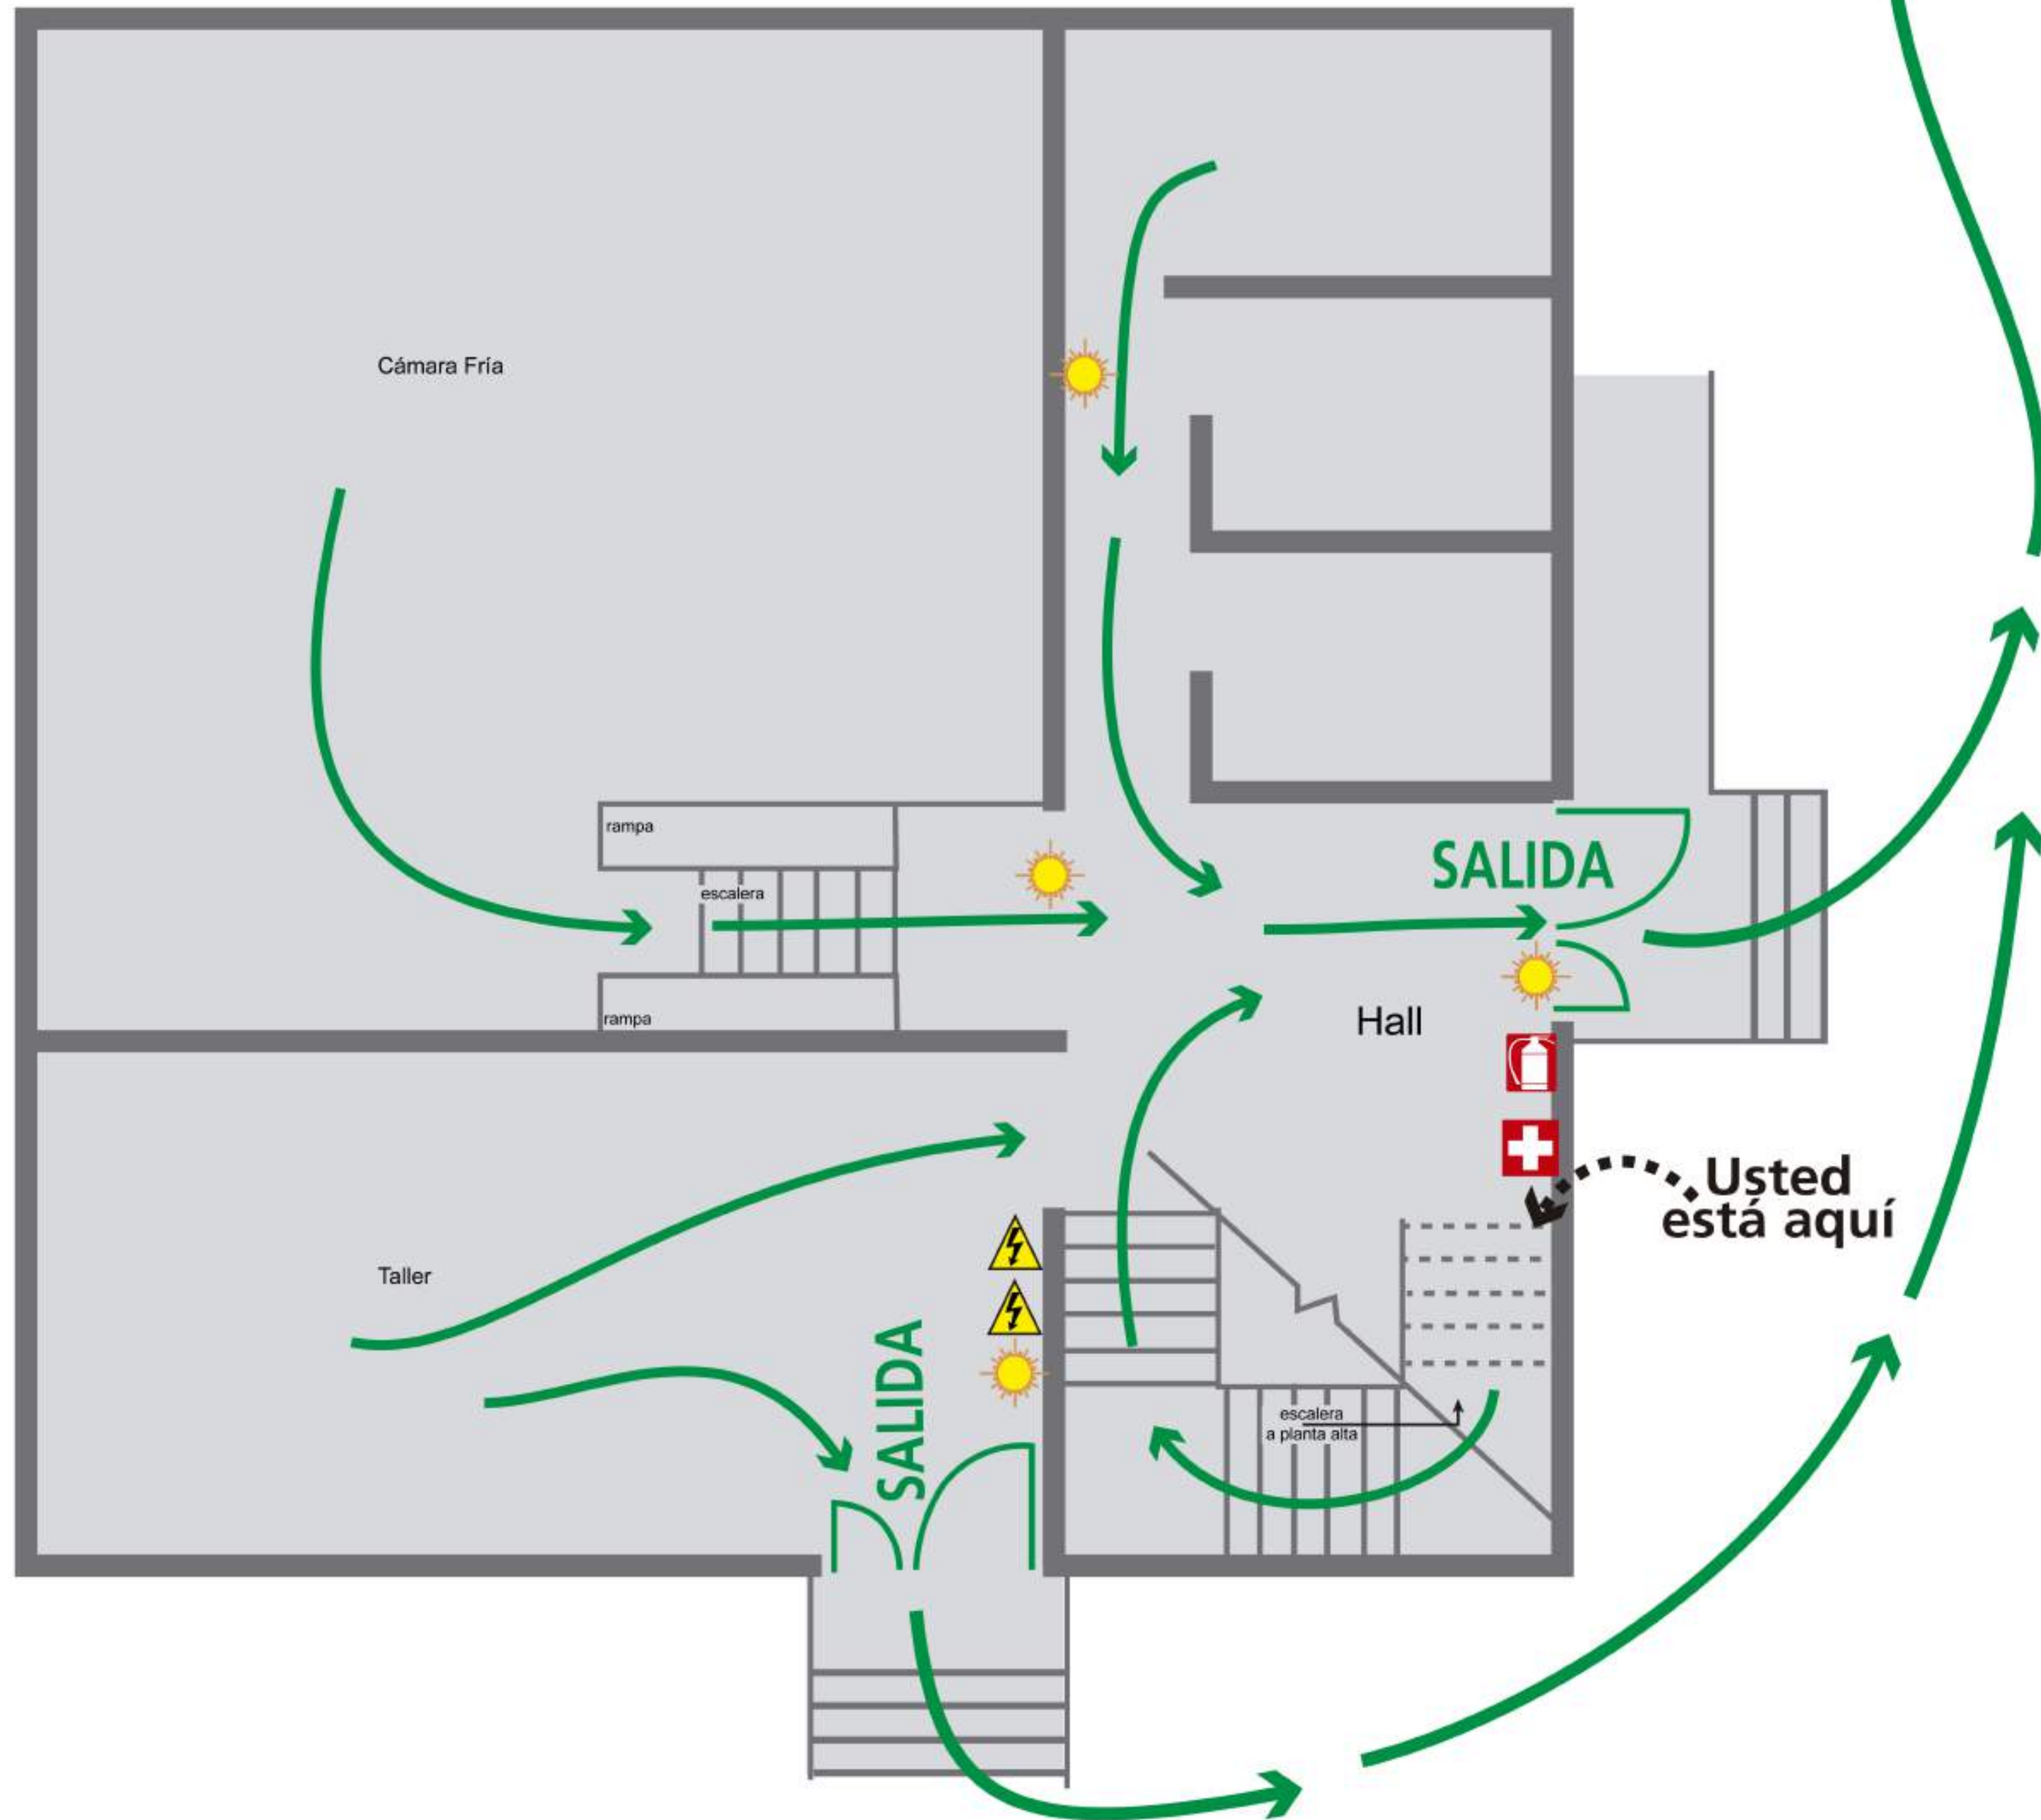 Cámara Fría
rampa
SALIDA
escalera
rampa
Hall
Usted
está aquí
Taller
SALIDA
escalera
a planta alta